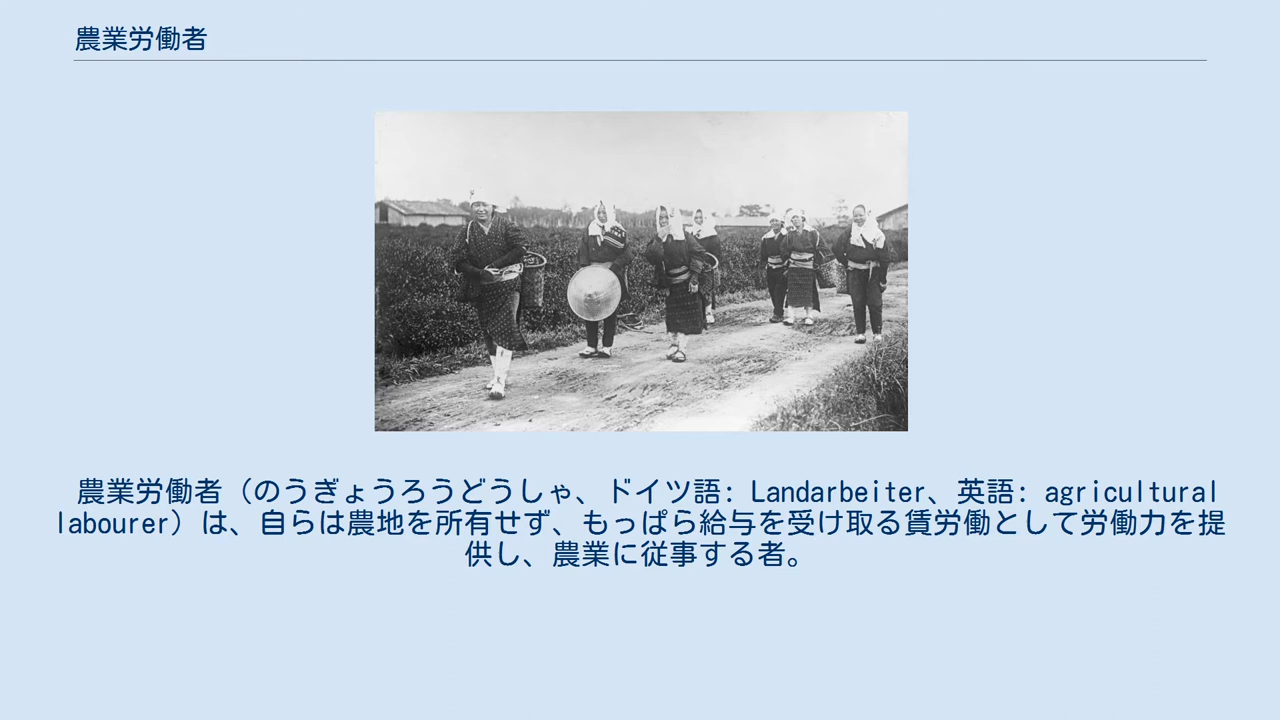 農業労働者
農業労働者（のうぎょうろうどうしゃ、ドイツ語: Landarbeiter、英語: agricultural
labourer）は、自らは農地を所有せず、もっぱら給与を受け取る賃労働として労働力を提
供し、農業に従事する者。